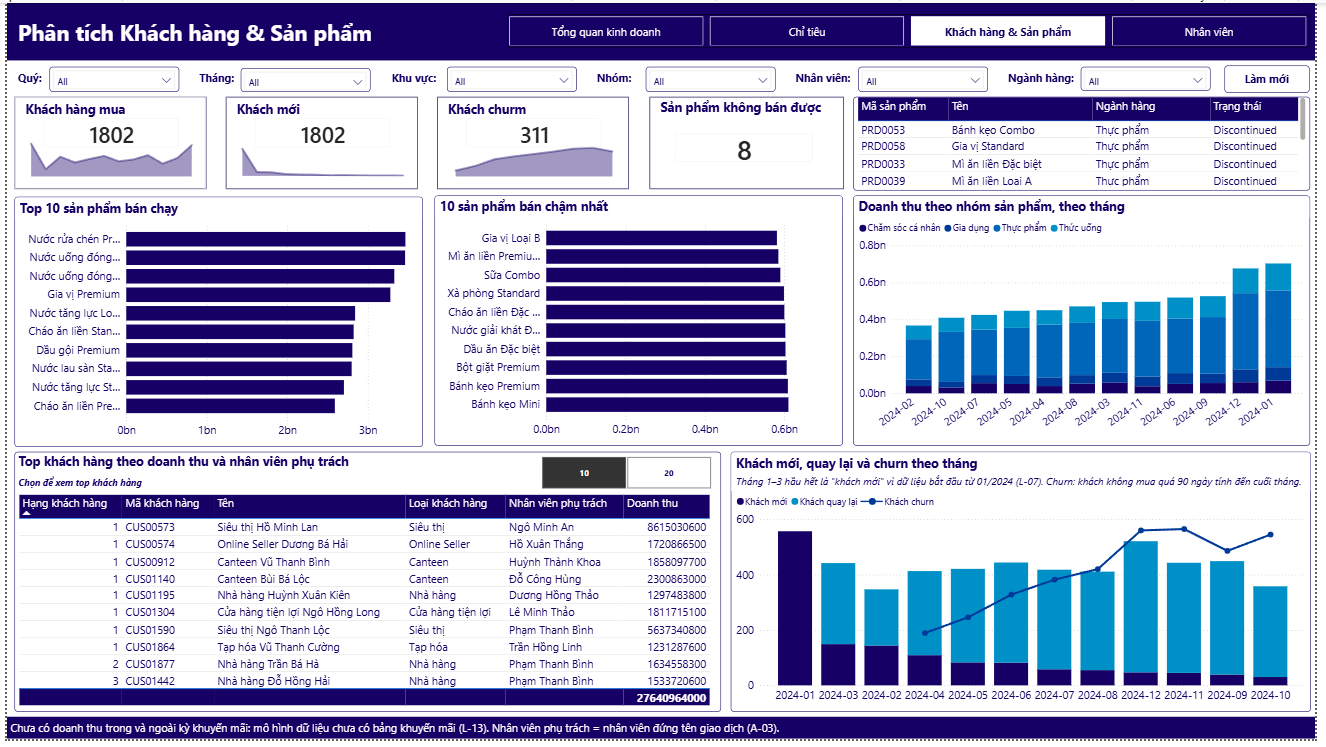 Phân tích Khách hàng & Sản phẩm
Tổng quan kinh doanh
Chỉ tiêu
Khách hàng & Sản phẩm
Nhân viên
Quý: All
Tháng: All
Khu vực: All
Nhóm: All
Nhân viên: All
Ngành hàng: All
Làm mới
Khách hàng mua
1802
Khách mới
1802
Khách churm
311
Sản phẩm không bán được
8
Mã sản phẩm Tên Ngành hàng Trạng thái
PRD0053 Bánh kẹo Combo Thực phẩm Discontinued
PRD0058 Gia vị Standard Thực phẩm Discontinued
PRD0033 Mì ăn liền Đặc biệt Thực phẩm Discontinued
PRD0039 Mì ăn liền Loại A Thực phẩm Discontinued
Top 10 sản phẩm bán chạy
Nước rửa chén Pr...
Nước uống đóng...
Nước uống đóng...
Gia vị Premium
Nước tăng lực Lo...
Cháo ăn liền Stan...
Dầu gội Premium
Nước lau sàn Sta...
Nước tăng lực St...
Cháo ăn liền Pre...
0bn 1bn 2bn 3bn
10 sản phẩm bán chậm nhất
Gia vị Loại B
Mì ăn liền Premiu...
Sữa Combo
Xà phòng Standard
Cháo ăn liền Đặc ...
Nước giải khát Đ...
Dầu ăn Đặc biệt
Bột giặt Premium
Bánh kẹo Premium
Bánh kẹo Mini
0.0bn 0.2bn 0.4bn 0.6bn
Doanh thu theo nhóm sản phẩm, theo tháng
Chăm sóc cá nhân Gia dụng Thực phẩm Thức uống
0.8bn
0.6bn
0.4bn
0.2bn
0.0bn
2024-02 2024-10 2024-07 2024-05 2024-04 2024-08 2024-03 2024-11 2024-06 2024-09 2024-12 2024-01
Top khách hàng theo doanh thu và nhân viên phụ trách
Chọn để xem top khách hàng
10
20
Hạng khách hàng Mã khách hàng Tên Loại khách hàng Nhân viên phụ trách Doanh thu
1 CUS00573 Siêu thị Hồ Minh Lan Siêu thị Ngô Minh An 8615030600
1 CUS00574 Online Seller Dương Bá Hải Online Seller Hồ Xuân Thắng 1720866500
1 CUS00912 Canteen Vũ Thanh Bình Canteen Huỳnh Thành Khoa 1858097700
1 CUS01140 Canteen Bùi Bá Lộc Canteen Đỗ Công Hùng 2300863000
1 CUS01195 Nhà hàng Huỳnh Xuân Kiên Nhà hàng Dương Hồng Thảo 1297483800
1 CUS01304 Cửa hàng tiện lợi Ngô Hồng Long Cửa hàng tiện lợi Lê Minh Thảo 1811715100
1 CUS01590 Siêu thị Ngô Thanh Lộc Siêu thị Phạm Thanh Bình 5637340800
1 CUS01864 Tạp hóa Vũ Thanh Cường Tạp hóa Trần Hồng Linh 1231287600
2 CUS01877 Nhà hàng Trần Bá Hà Nhà hàng Phạm Thanh Bình 1634558300
3 CUS01442 Nhà hàng Đỗ Hồng Hải Nhà hàng Phạm Thanh Bình 1533720600
27640964000
Khách mới, quay lại và churn theo tháng
Tháng 1–3 hầu hết là "khách mới" vì dữ liệu bắt đầu từ 01/2024 (L-07). Churn: khách không mua quá 90 ngày tính đến cuối tháng.
Khách mới Khách quay lại Khách churn
600
400
200
0
2024-01 2024-03 2024-02 2024-04 2024-05 2024-06 2024-07 2024-08 2024-12 2024-11 2024-09 2024-10
Chưa có doanh thu trong và ngoài kỳ khuyến mãi: mô hình dữ liệu chưa có bảng khuyến mãi (L-13). Nhân viên phụ trách = nhân viên đứng tên giao dịch (A-03).